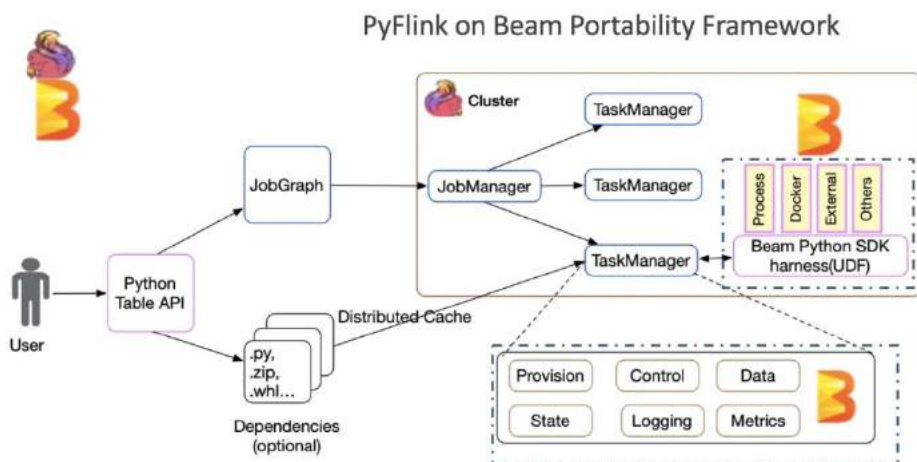 PyFlink on Beam Portability Framework
Cluster
TaskManager
JobGraph
JobManager
TaskManager
Process
Docker
External
Others
Beam Python SDK
harness(UDF)
TaskManager
Python
Table API
User
Distributed Cache
.py,
.zip,
.whl...
Dependencies
(optional)
Provision
Control
Data
State
Logging
Metrics